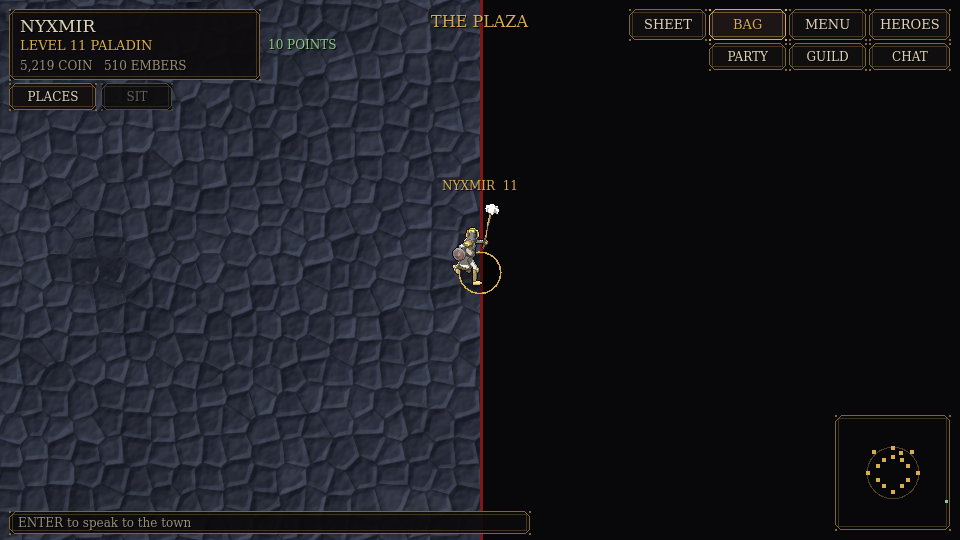 NYXMIR
LEVEL 11 PALADIN
5,219 COIN 510 EMBERS
10 POINTS
THE PLAZA
SHEET
BAG
MENU
HEROES
PARTY
GUILD
CHAT
PLACES
SIT
NYXMIR 11
ENTER to speak to the town